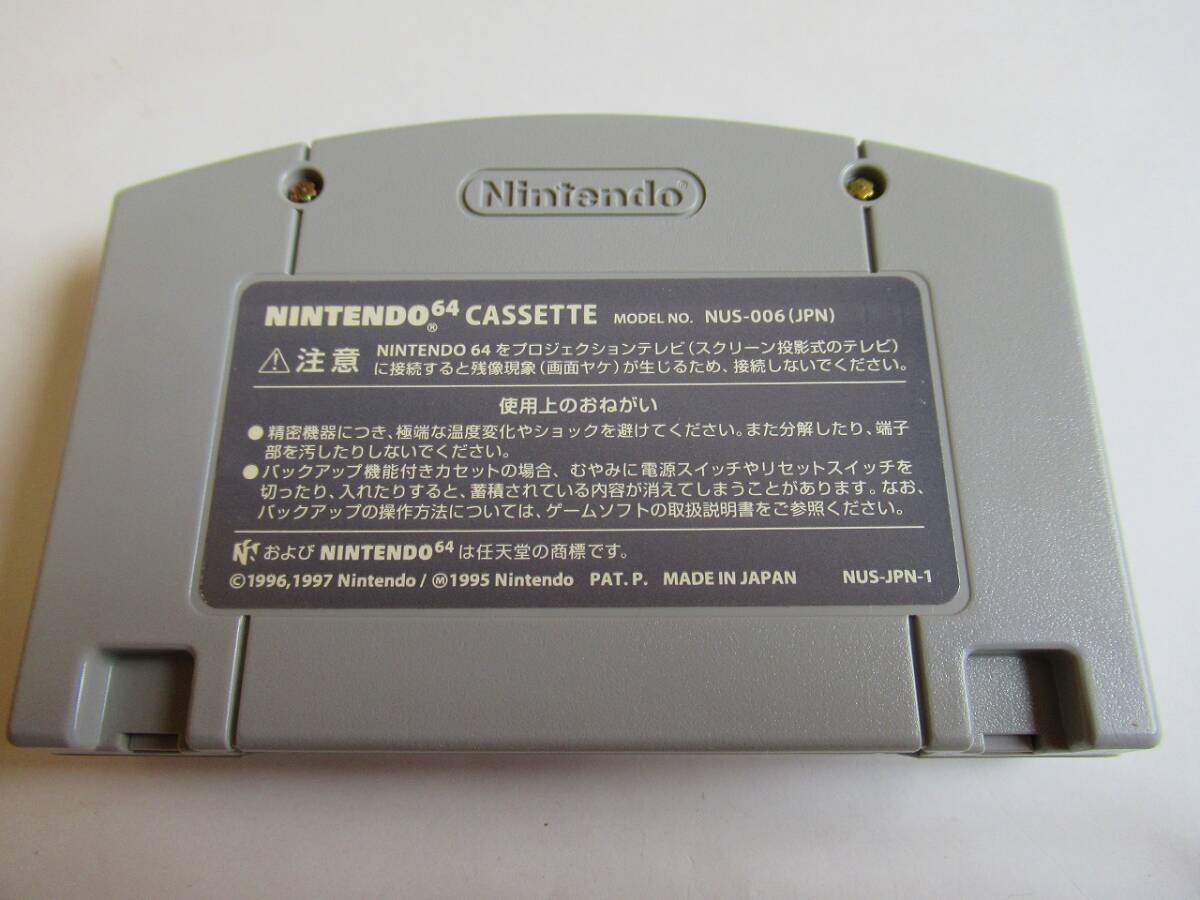 Nintendo®
NINTENDO64® CASSETTE MODEL NO. NUS-006(JPN)
⚠注意 NINTENDO 64をプロジェクションテレビ(スクリーン投影式のテレビ)
に接続すると残像現象(画面ヤケ)が生じるため、接続しないでください。
使用上のおねがい
●精密機器につき、極端な温度変化やショックを避けてください。また分解したり、端子
部を汚したりしないでください。
●バックアップ機能付きカセットの場合、むやみに電源スイッチやリセットスイッチを
切ったり、入れたりすると、蓄積されている内容が消えてしまうことがあります。なお、
バックアップの操作方法については、ゲームソフトの取扱説明書をご参照ください。
および NINTENDO64は任天堂の商標です。
©1996,1997 Nintendo/Ⓜ1995 Nintendo PAT.P. MADE IN JAPAN NUS-JPN-1